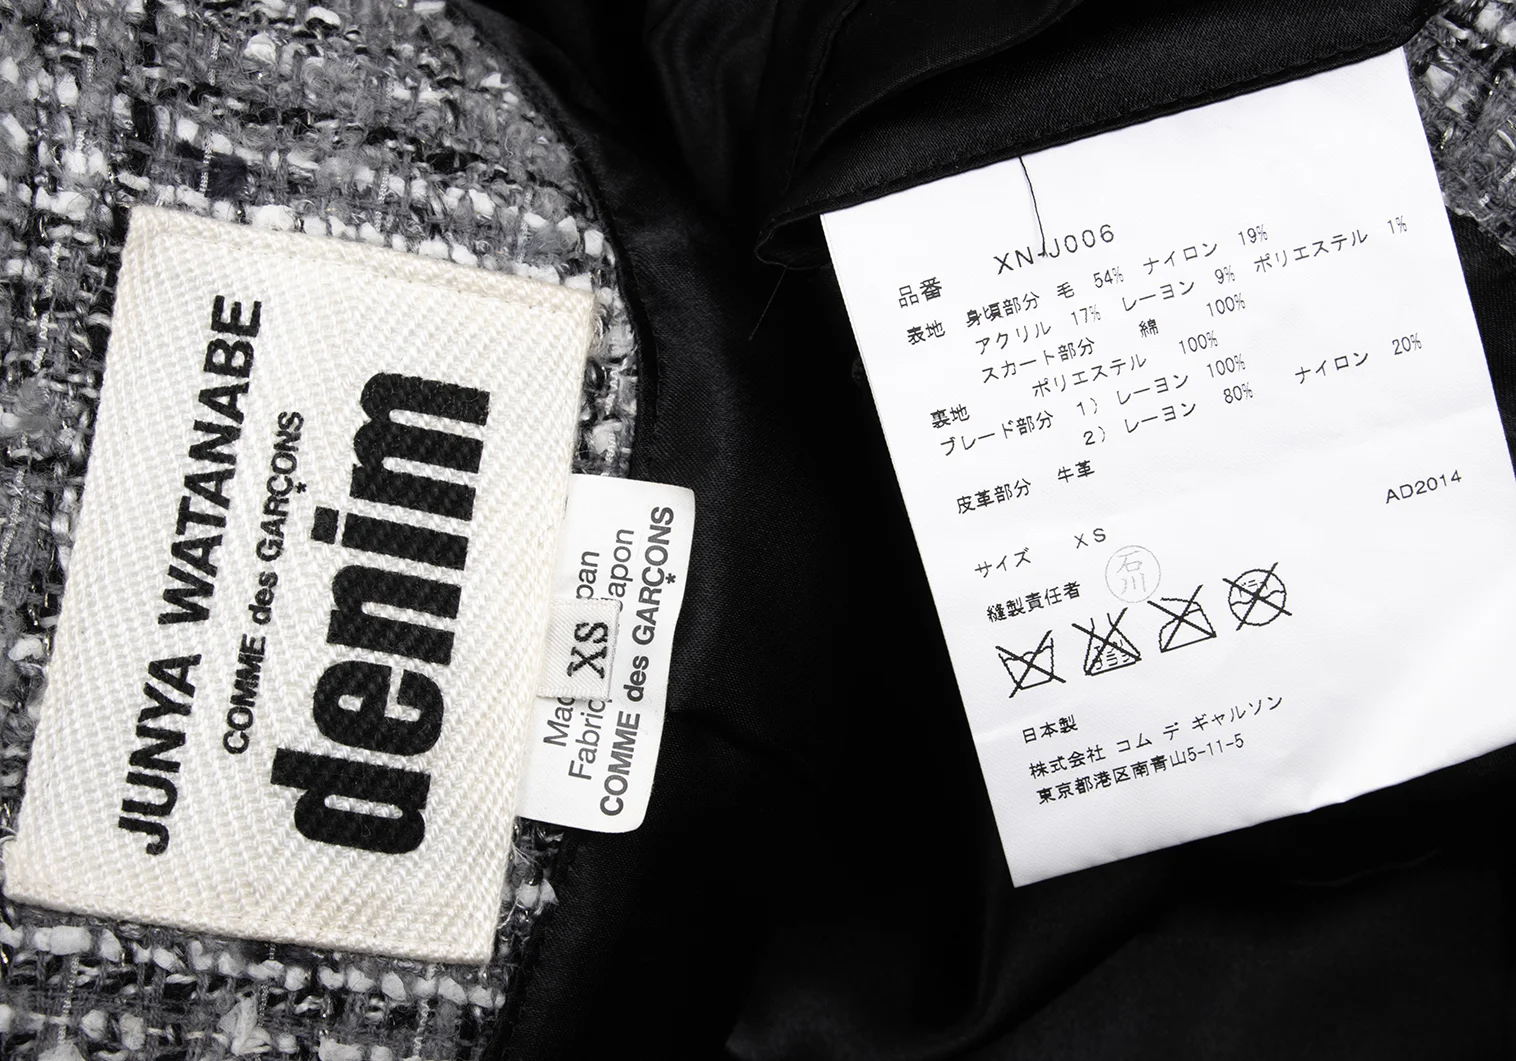 JUNYA WATANABE
COMME des GARÇONS
denim
XS
COMME des GARÇONS
品番 XN-J006
表地 身頃部分 毛 54% ナイロン 19%
アクリル 17% レーヨン 9% ポリエステル 1%
スカート部分 綿 100%
裏地 ポリエステル 100%
ブレード部分 1) レーヨン 100%
2) レーヨン 80% ナイロン 20%
皮革部分 牛革
AD2014
サイズ XS
縫製責任者 石川
日本製
株式会社 コム デ ギャルソン
東京都港区南青山5-11-5